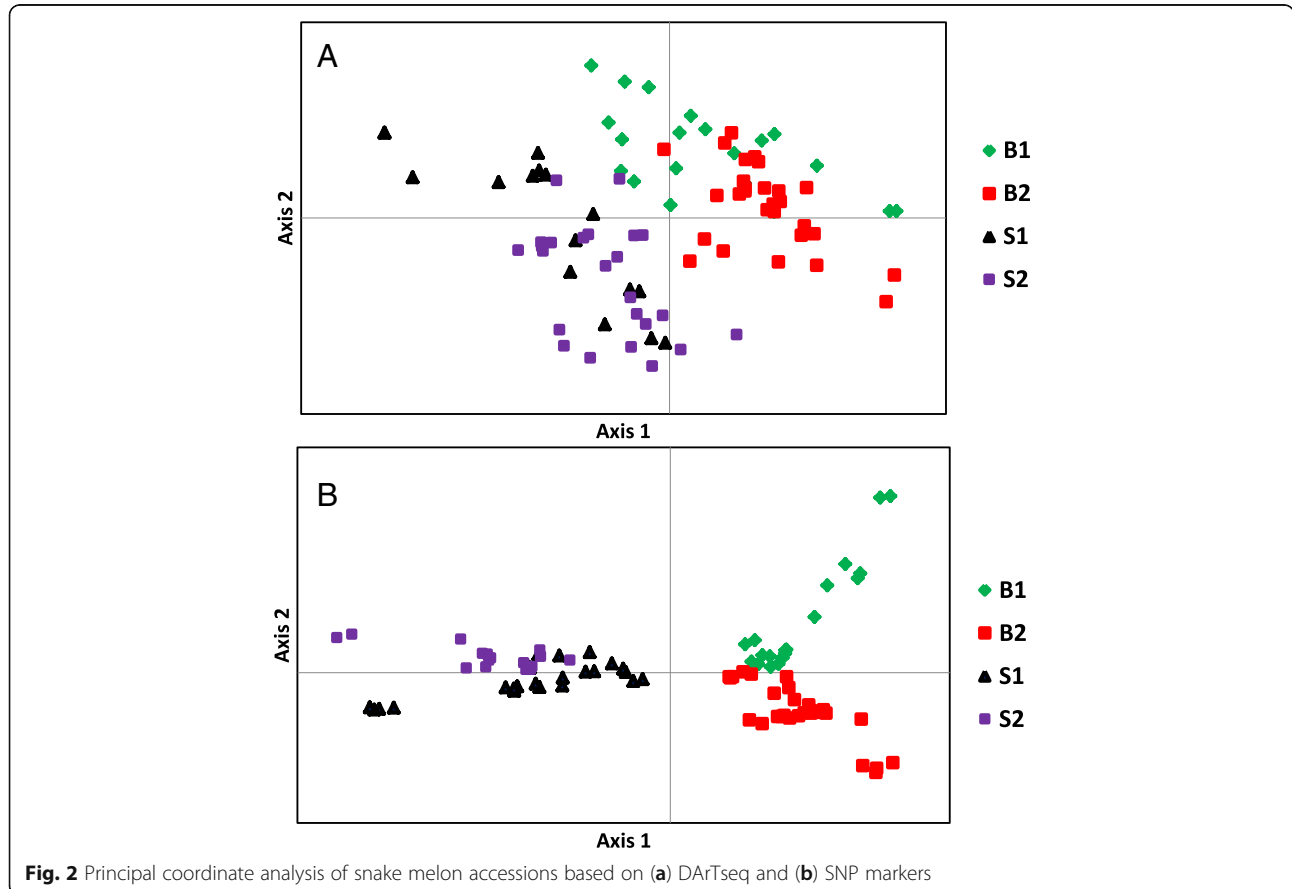 A
Axis 2
Axis 1
B1
B2
S1
S2
B
Axis 2
Axis 1
B1
B2
S1
S2
Fig. 2 Principal coordinate analysis of snake melon accessions based on (a) DArTseq and (b) SNP markers